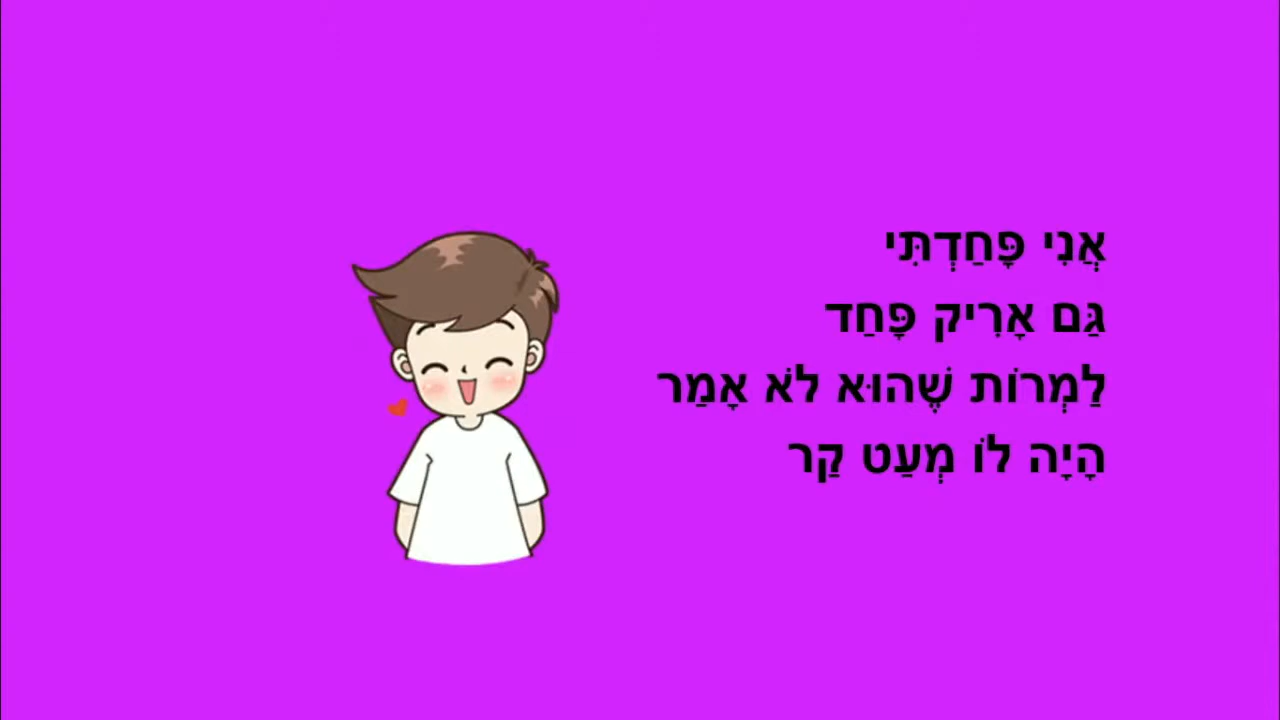 אֲנִי פָּחַדְתִּי
גַּם אָרִיק פָּחַד
לַמְרוֹת שֶׁהוּא לֹא אָמַר
הָיָה לוֹ מְעַט קַר